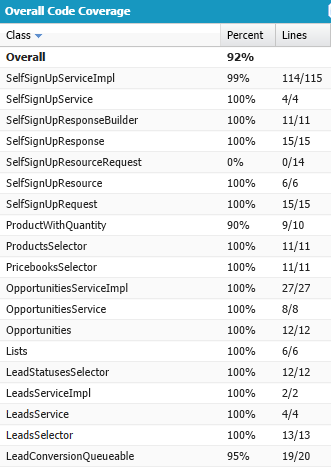 Overall Code Coverage
Class Percent Lines
Overall 92%
SelfSignUpServiceImpl 99% 114/115
SelfSignUpService 100% 4/4
SelfSignUpResponseBuilder 100% 11/11
SelfSignUpResponse 100% 15/15
SelfSignUpResourceRequest 0% 0/14
SelfSignUpResource 100% 6/6
SelfSignUpRequest 100% 15/15
ProductWithQuantity 90% 9/10
ProductsSelector 100% 11/11
PricebooksSelector 100% 11/11
OpportunitiesServiceImpl 100% 27/27
OpportunitiesService 100% 8/8
Opportunities 100% 12/12
Lists 100% 6/6
LeadStatusesSelector 100% 12/12
LeadsServiceImpl 100% 2/2
LeadsService 100% 4/4
LeadsSelector 100% 13/13
LeadConversionQueueable 95% 19/20